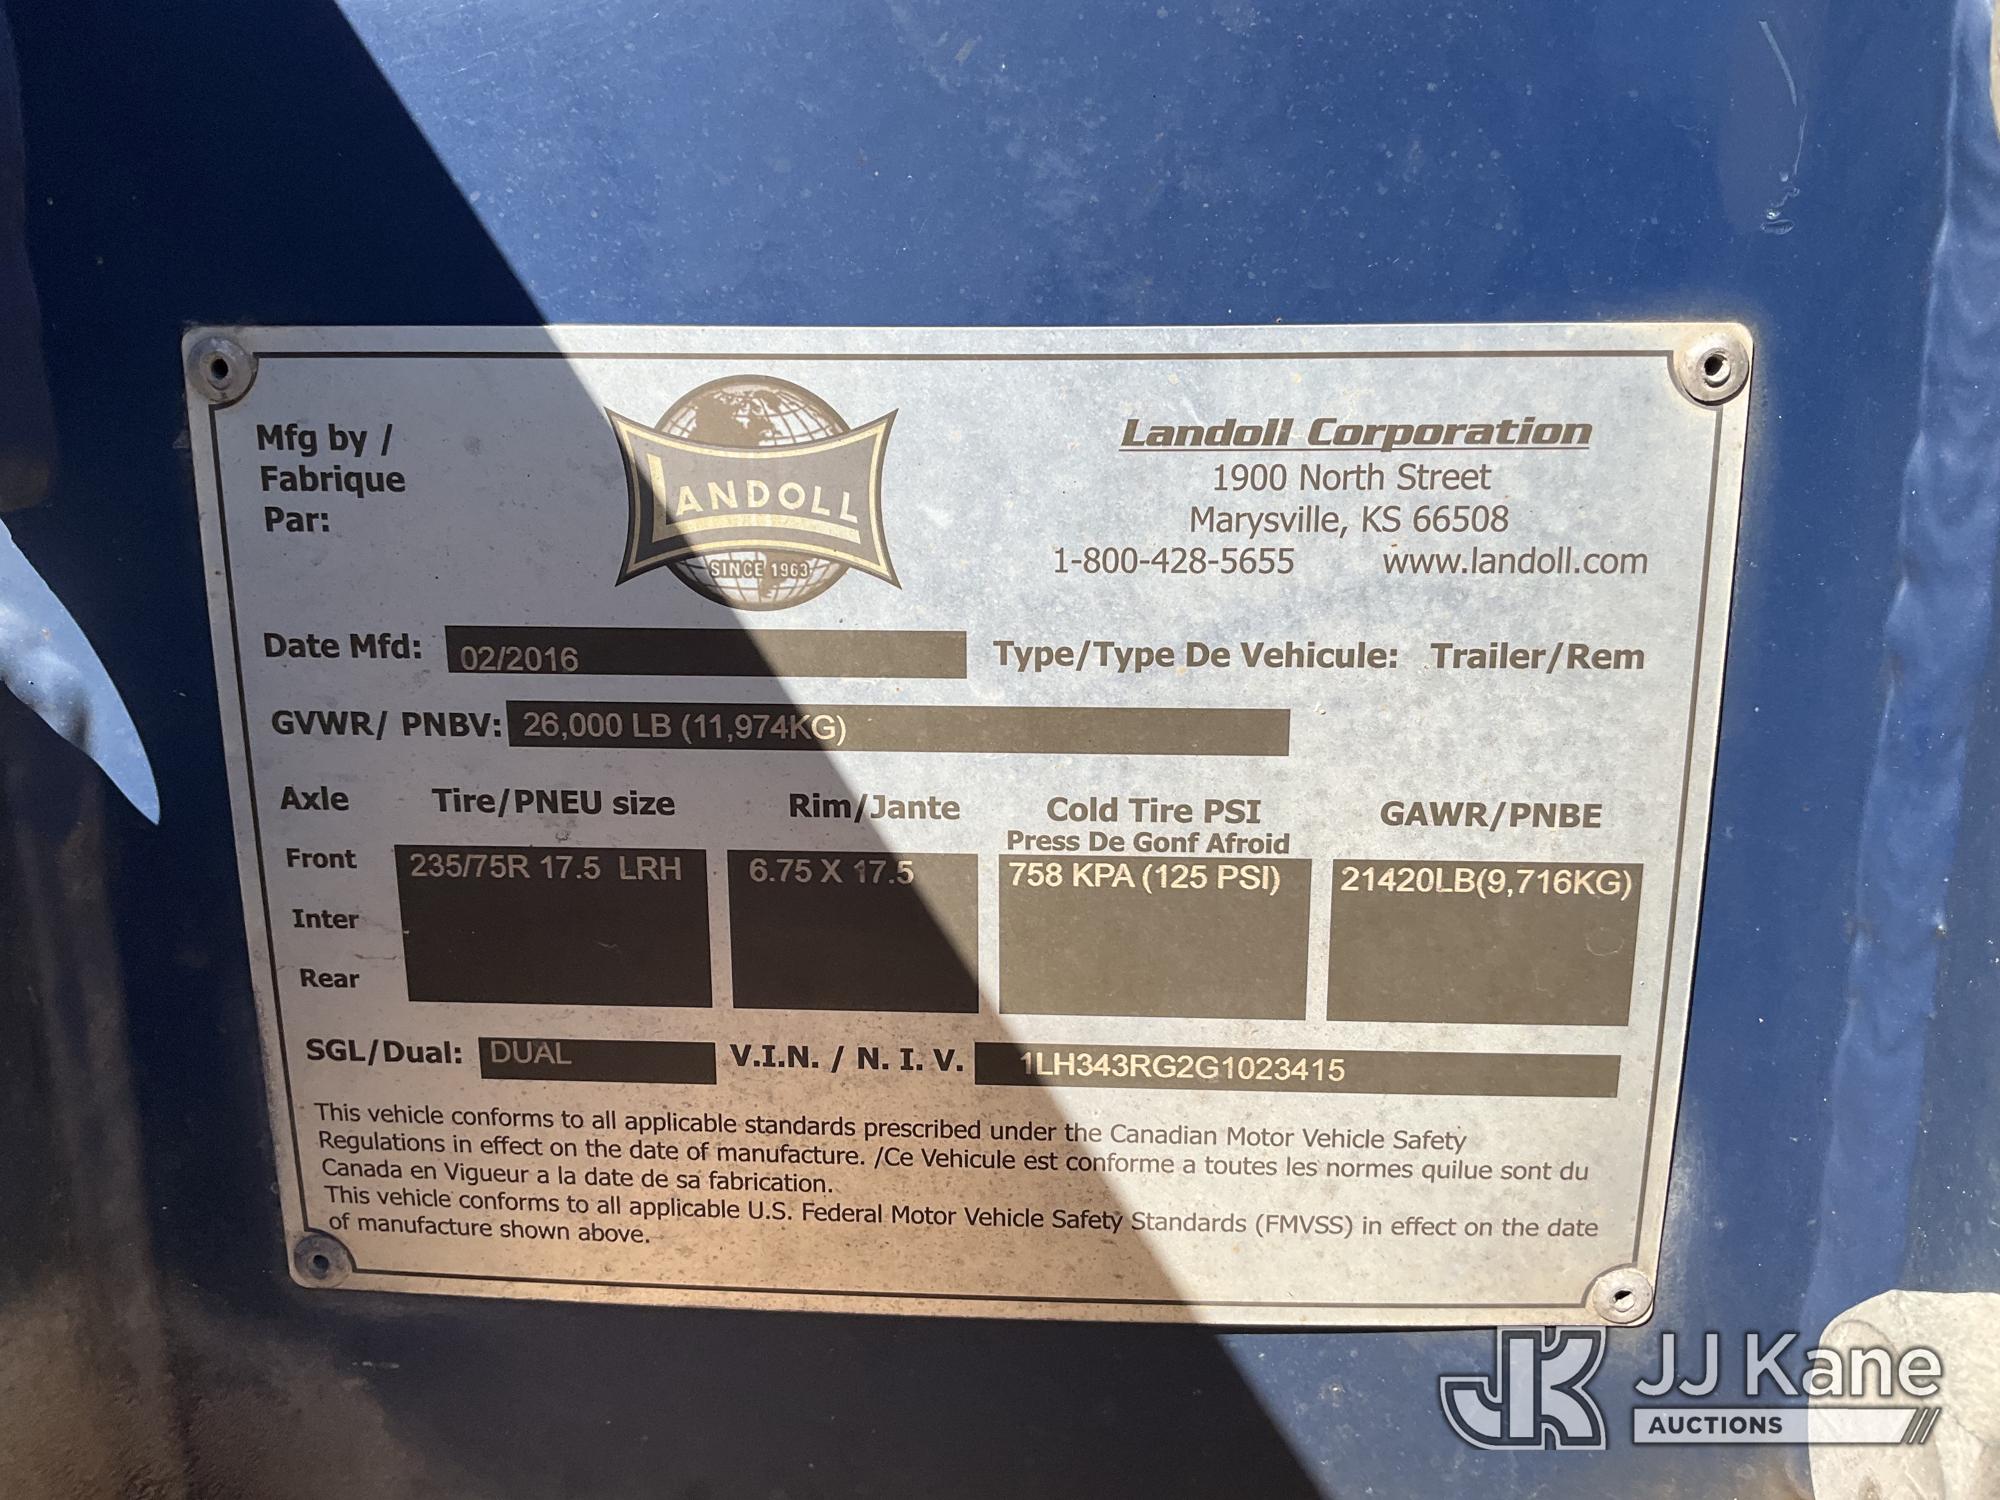 Mfg by /
Fabrique
Par:
LANDOLL
SINCE 1963
Landoll Corporation
1900 North Street
Marysville, KS 66508
1-800-428-5655 www.landoll.com
Date Mfd: 02/2016 Type/Type De Vehicule: Trailer/Rem
GVWR/ PNBV: 26,000 LB (11,974KG)
Axle Tire/PNEU size Rim/Jante Cold Tire PSI GAWR/PNBE
Press De Gonf Afroid
Front 235/75R 17.5 LRH 6.75 X 17.5 758 KPA (125 PSI) 21420LB(9,716KG)
Inter
Rear
SGL/Dual: DUAL V.I.N. / N. I. V. 1LH343RG2G1023415
This vehicle conforms to all applicable standards prescribed under the Canadian Motor Vehicle Safety
Regulations in effect on the date of manufacture. /Ce Vehicule est conforme a toutes les normes quilue sont du
Canada en Vigueur a la date de sa fabrication.
This vehicle conforms to all applicable U.S. Federal Motor Vehicle Safety Standards (FMVSS) in effect on the date
of manufacture shown above.
JK JJ Kane
AUCTIONS